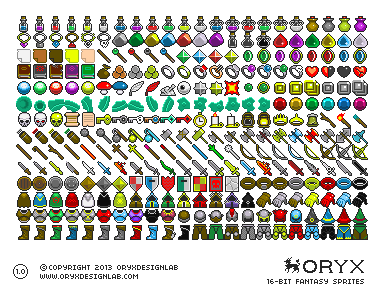 1.0
©COPYRIGHT 2013 ORYXDESIGNLAB
WWW.ORYXDESIGNLAB.COM
ORYX
16-BIT FANTASY SPRITES